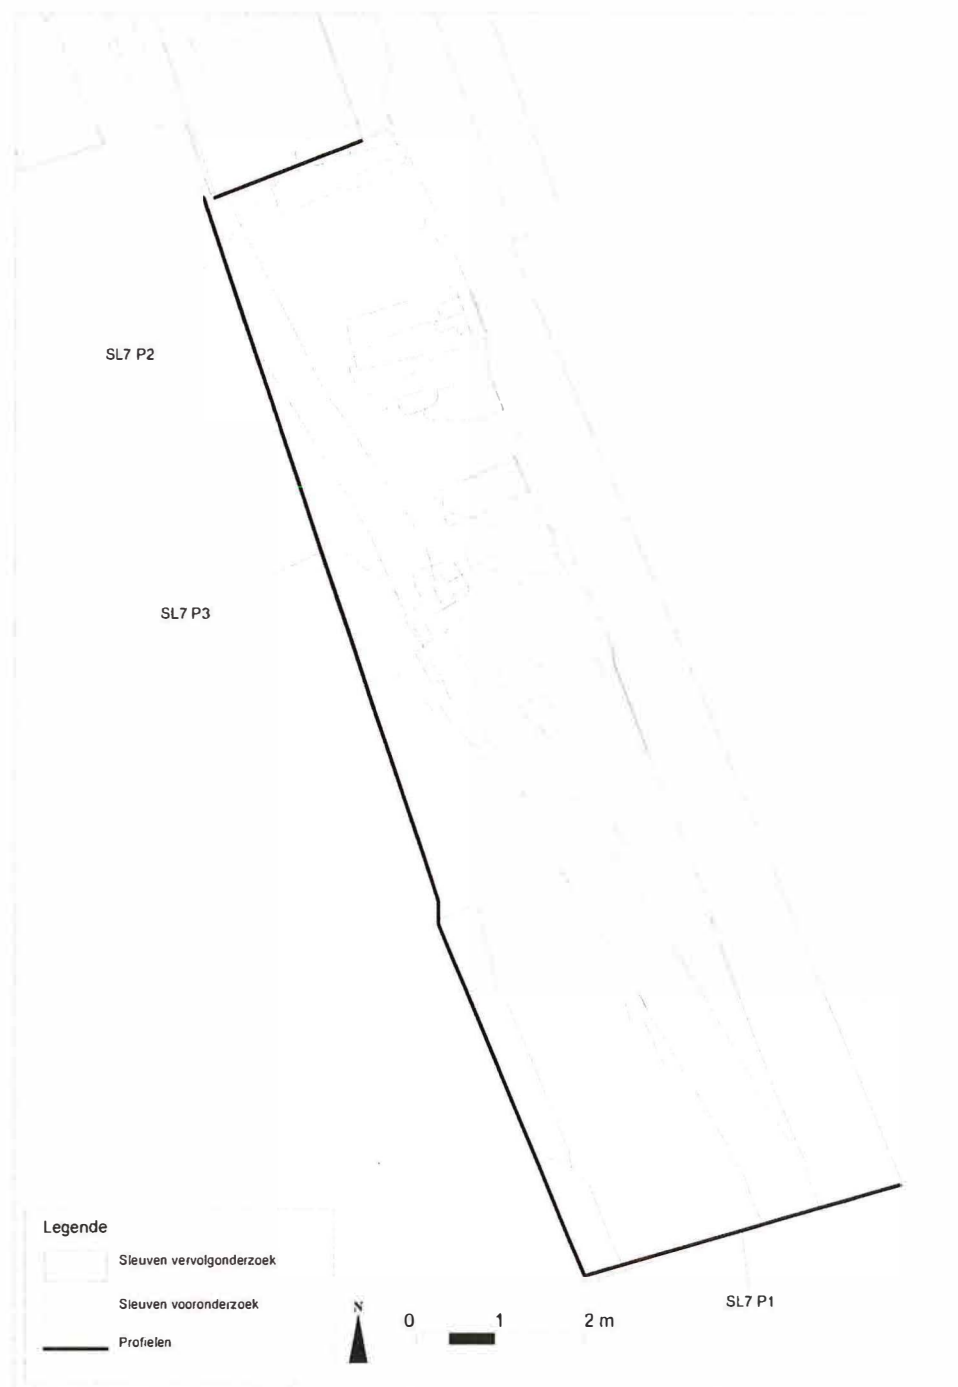 SL7 P2
SL7 P3
SL7 P1
Legende
Sleuven vervolgonderzoek
Sleuven vooronderzoek
Profielen
N
0 1 2 m